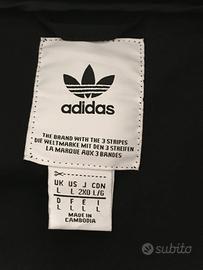 adidas
THE BRAND WITH THE 3 STRIPES
DIE WELTMARKE MIT DEN 3 STREIFEN
LA MARQUE AUX 3 BANDES
UK US J CDN
L L 2XO L/G
D F E I
L L L L
MADE IN
CAMBODIA
subito